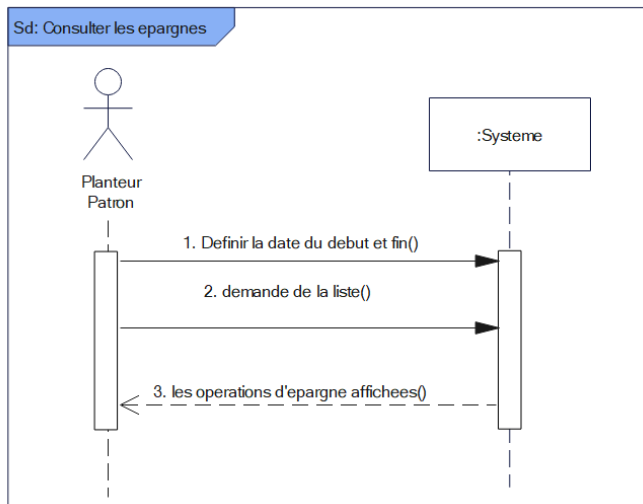 Sd: Consulter les epargnes
:Systeme
Planteur
Patron
1. Definir la date du debut et fin()
2. demande de la liste()
3. les operations d'epargne affichees()